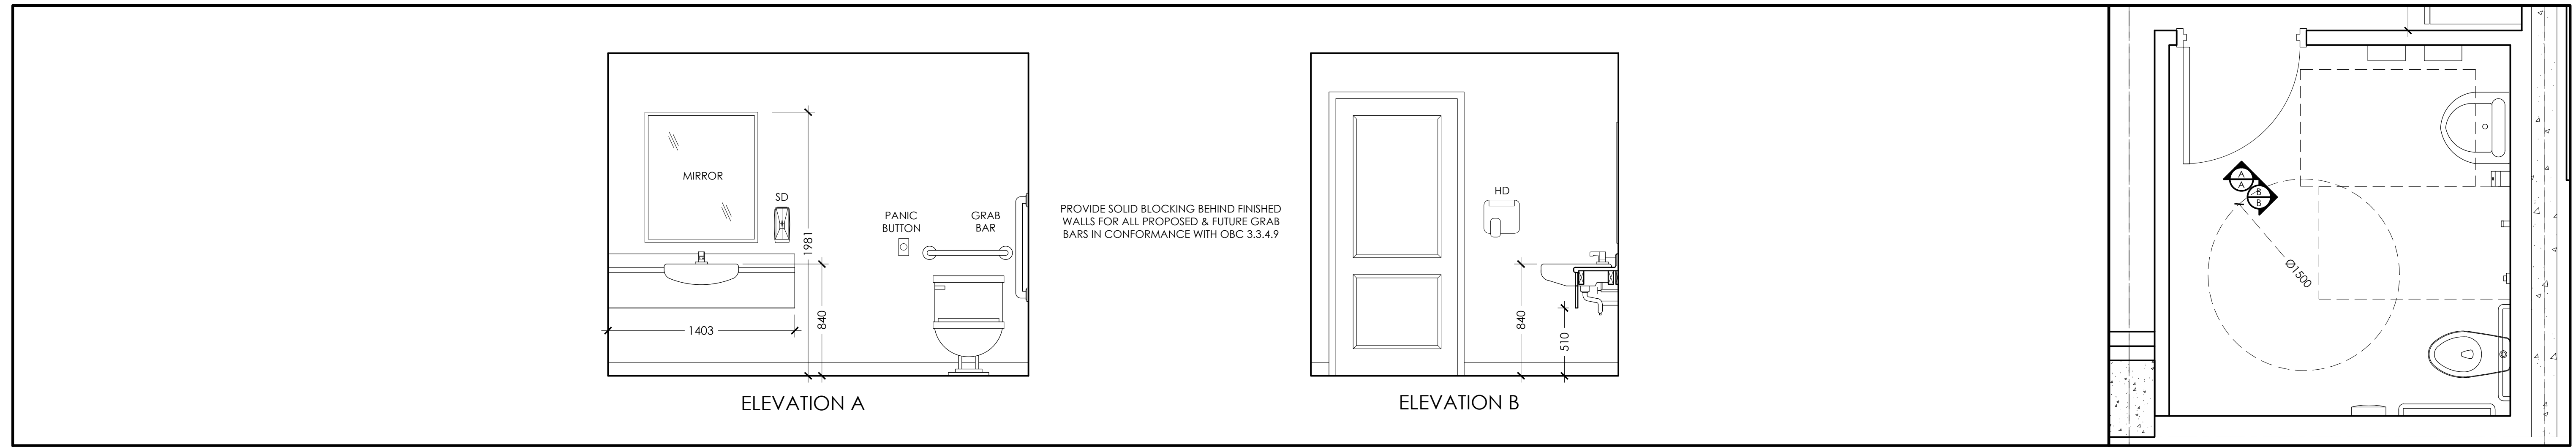 MIRROR
SD
PANIC
BUTTON
GRAB
BAR
1981
840
1403
ELEVATION A
PROVIDE SOLID BLOCKING BEHIND FINISHED
WALLS FOR ALL PROPOSED & FUTURE GRAB
BARS IN CONFORMANCE WITH OBC 3.3.4.9
HD
840
510
ELEVATION B
A
A
B
B
Ø1500